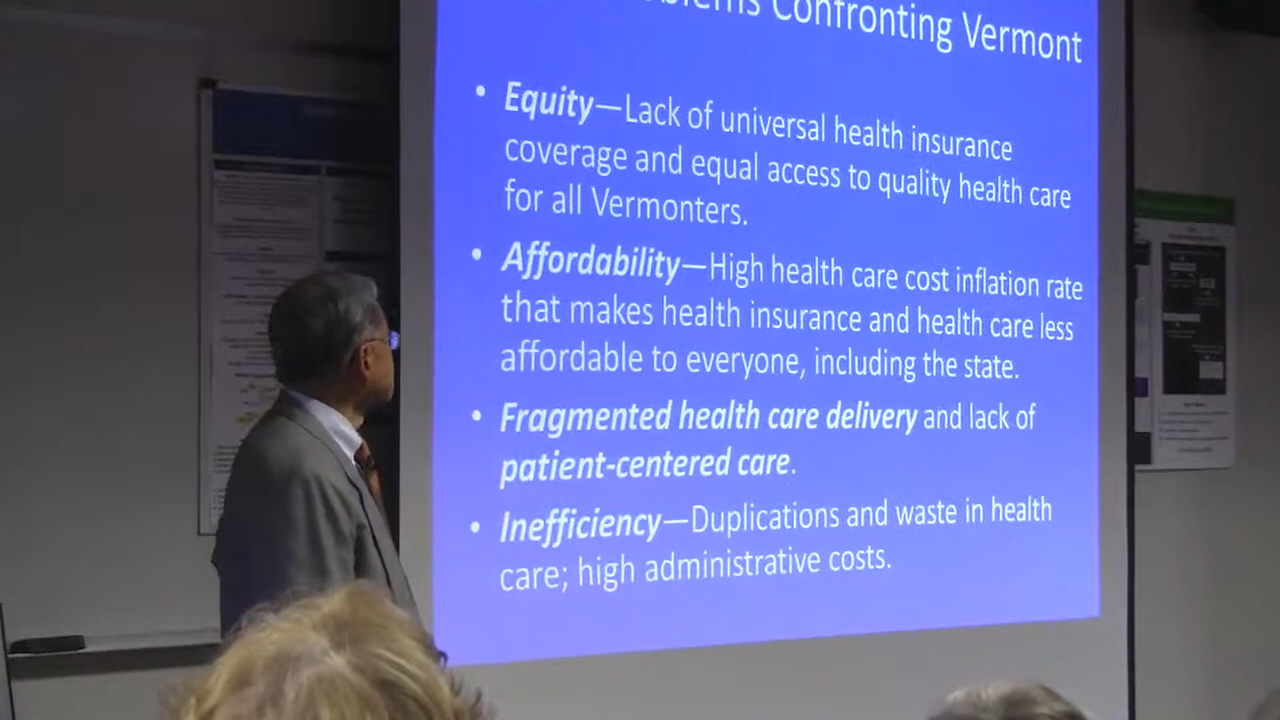 Confronting Vermont
• Equity—Lack of universal health insurance
coverage and equal access to quality health care
for all Vermonters.
• Affordability—High health care cost inflation rate
that makes health insurance and health care less
affordable to everyone, including the state.
• Fragmented health care delivery and lack of
patient-centered care.
• Inefficiency—Duplications and waste in health
care; high administrative costs.